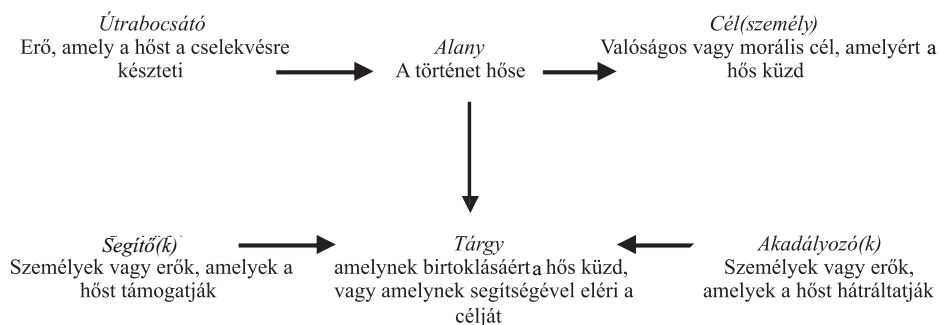 Útrabocsátó
Erő, amely a hőst a cselekvésre
készteti
Alany
A történet hőse
Cél(személy)
Valóságos vagy morális cél, amelyért a
hős küzd
Segítő(k)
Személyek vagy erők, amelyek a
hőst támogatják
Tárgy
amelynek birtoklásáért a hős küzd,
vagy amelynek segítségével eléri a
célját
Akadályozó(k)
Személyek vagy erők,
amelyek a hőst hátráltatják